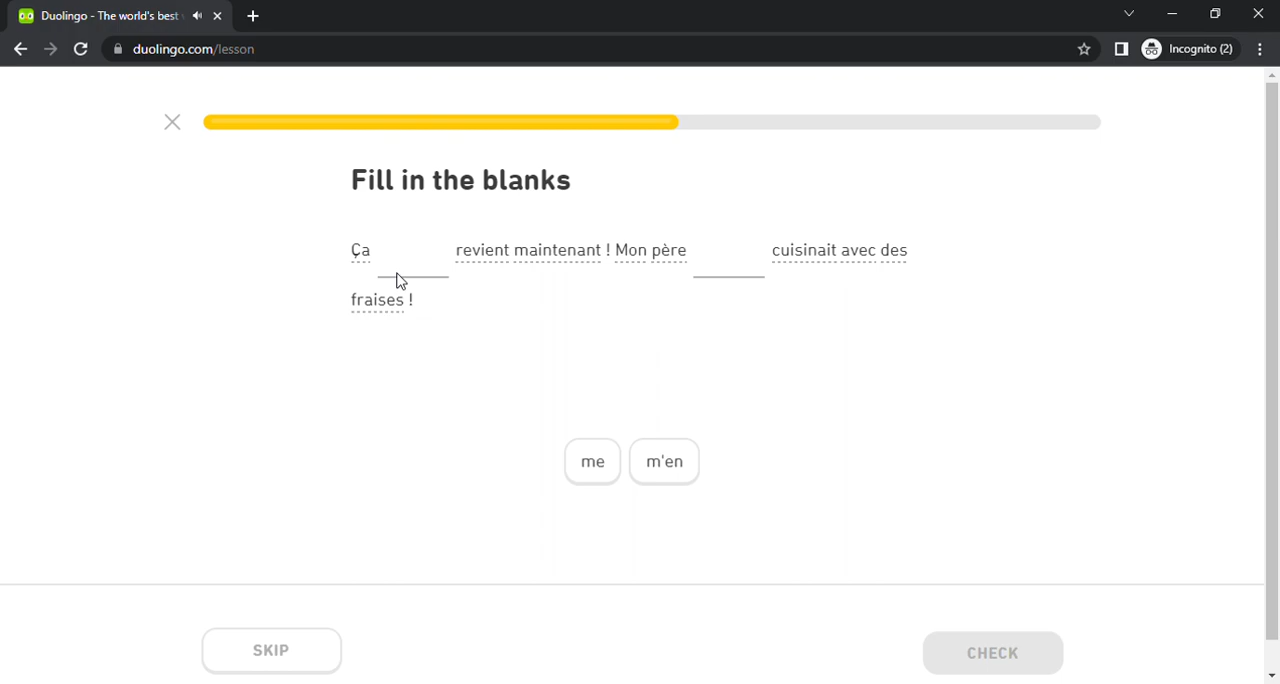 Duolingo - The world's best
duolingo.com/lesson
Incognito (2)
Fill in the blanks
Ça revient maintenant ! Mon père cuisinait avec des
fraises !
me m'en
SKIP CHECK